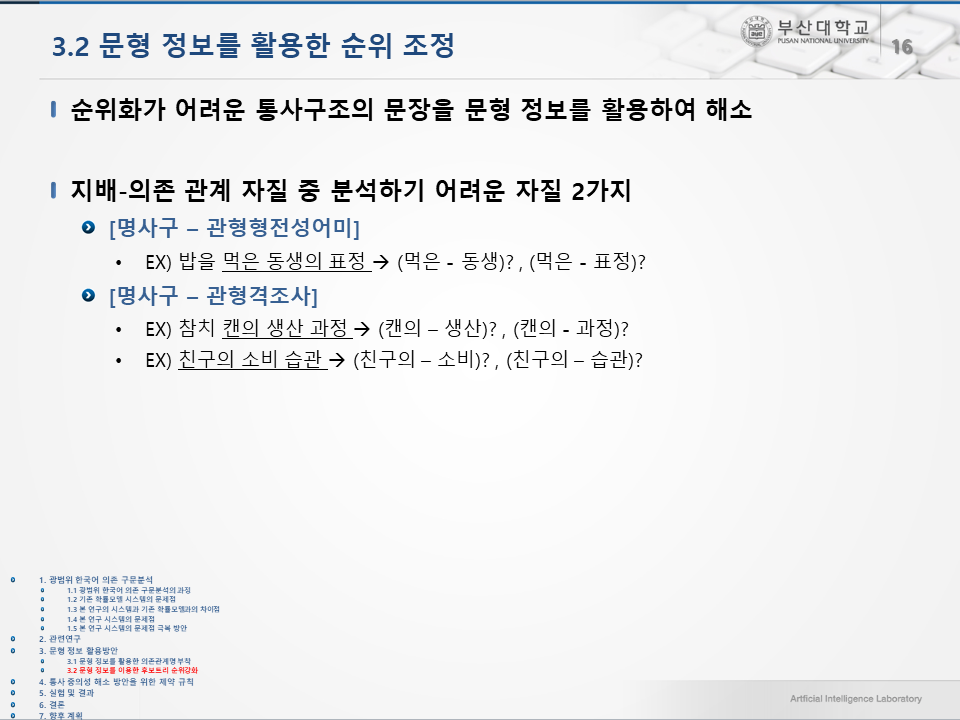 3.2 문형 정보를 활용한 순위 조정
부산대학교
PUSAN NATIONAL UNIVERSITY
16
순위화가 어려운 통사구조의 문장을 문형 정보를 활용하여 해소
지배-의존 관계 자질 중 분석하기 어려운 자질 2가지
[명사구 – 관형형전성어미]
• EX) 밥을 먹은 동생의 표정 → (먹은 - 동생)? , (먹은 - 표정)?
[명사구 – 관형격조사]
• EX) 참치 캔의 생산 과정 → (캔의 – 생산)? , (캔의 - 과정)?
• EX) 친구의 소비 습관 → (친구의 – 소비)? , (친구의 – 습관)?
1. 광범위 한국어 의존 구문분석
1.1 광범위 한국어 의존 구문분석의 과정
1.2 기존 확률모델 시스템의 문제점
1.3 본 연구의 시스템과 기존 확률모델과의 차이점
1.4 본 연구 시스템의 문제점
1.5 본 연구 시스템의 문제점 극복 방안
2. 관련연구
3. 문형 정보 활용방안
3.1 문형 정보를 활용한 의존관계명 부착
3.2 문형 정보를 이용한 후보트리 순위강화
4. 통사 중의성 해소 방안을 위한 제약 규칙
5. 실험 및 결과
6. 결론
7. 향후 계획
Artficial Intelligence Laboratory